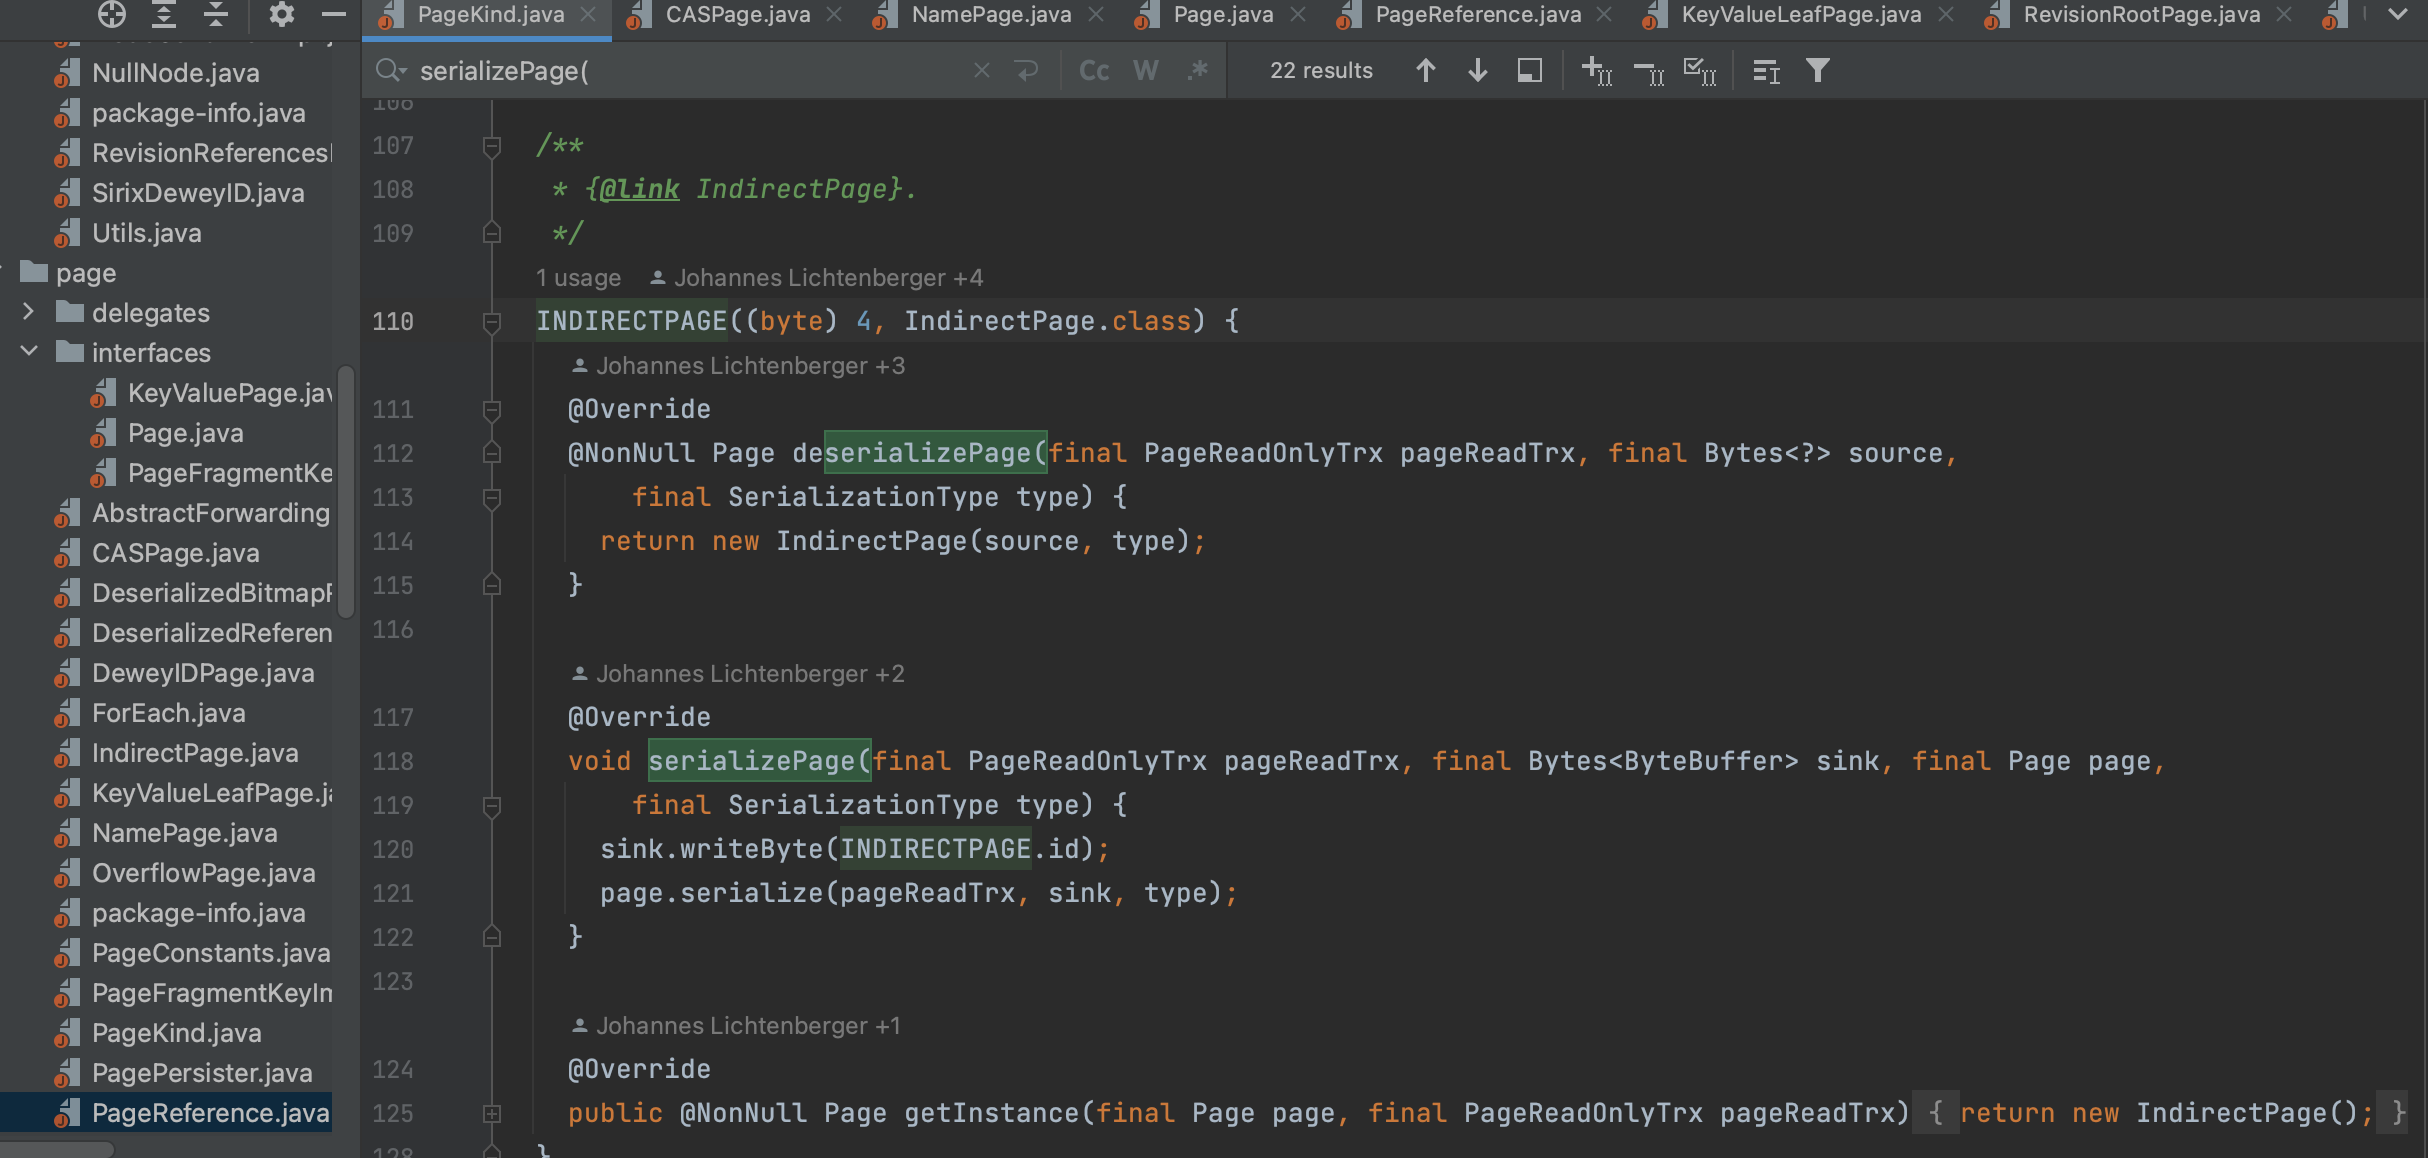 PageKind.java
CASPage.java
NamePage.java
Page.java
PageReference.java
KeyValueLeafPage.java
RevisionRootPage.java
serializePage(
Cc
W
.*
22 results
NullNode.java
package-info.java
RevisionReferences
SirixDeweyID.java
Utils.java
page
delegates
interfaces
KeyValuePage.jav
Page.java
PageFragmentKe
AbstractForwarding
CASPage.java
DeserializedBitmap
DeserializedReferen
DeweyIDPage.java
ForEach.java
IndirectPage.java
KeyValueLeafPage.ja
NamePage.java
OverflowPage.java
package-info.java
PageConstants.java
PageFragmentKeyIm
PageKind.java
PagePersister.java
PageReference.java
106
107 /**
108 * {@link IndirectPage}.
109 */
1 usage Johannes Lichtenberger +4
110 INDIRECTPAGE((byte) 4, IndirectPage.class) {
Johannes Lichtenberger +3
111 @Override
112 @NonNull Page deserializePage(final PageReadOnlyTrx pageReadTrx, final Bytes<?> source,
113 final SerializationType type) {
114 return new IndirectPage(source, type);
115 }
116
Johannes Lichtenberger +2
117 @Override
118 void serializePage(final PageReadOnlyTrx pageReadTrx, final Bytes<ByteBuffer> sink, final Page page,
119 final SerializationType type) {
120 sink.writeByte(INDIRECTPAGE.id);
121 page.serialize(pageReadTrx, sink, type);
122 }
123
Johannes Lichtenberger +1
124 @Override
125 public @NonNull Page getInstance(final Page page, final PageReadOnlyTrx pageReadTrx) { return new IndirectPage(); }
128 }